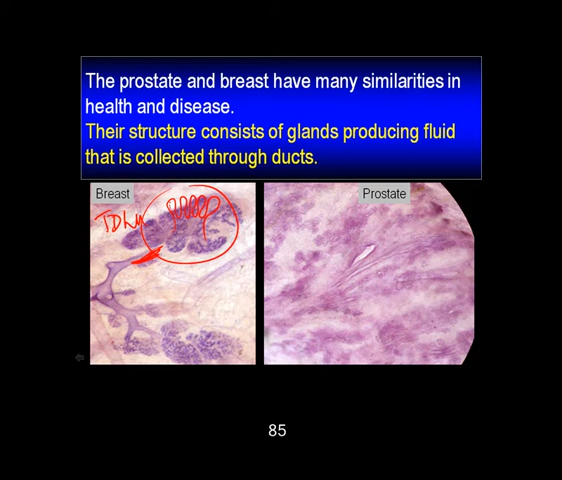 The prostate and breast have many similarities in
health and disease.
Their structure consists of glands producing fluid
that is collected through ducts.
Breast
Prostate
TDLU
85